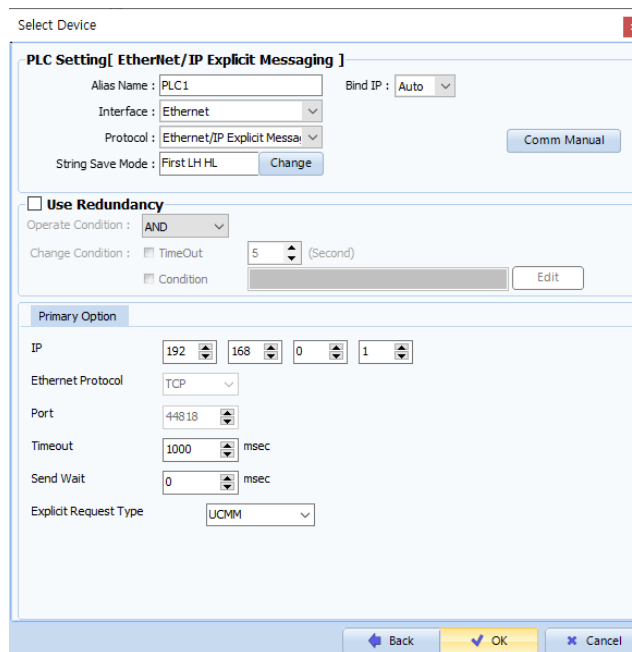 Select Device
PLC Setting[ EtherNet/IP Explicit Messaging ]
Alias Name : PLC1 Bind IP : Auto
Interface : Ethernet
Protocol : Ethernet/IP Explicit Messa Comm Manual
String Save Mode : First LH HL Change
Use Redundancy
Operate Condition : AND
Change Condition : TimeOut 5 (Second)
Condition Edit
Primary Option
IP 192 168 0 1
Ethernet Protocol TCP
Port 44818
Timeout 1000 msec
Send Wait 0 msec
Explicit Request Type UCMM
Back OK Cancel